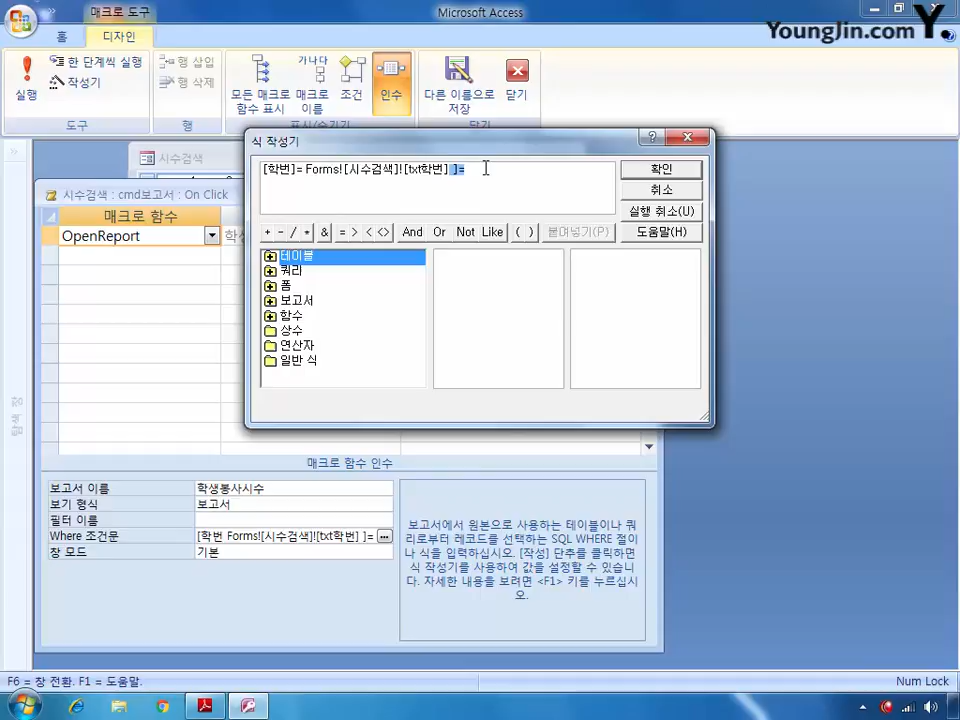 매크로 도구
Microsoft Access
YoungJin.com Y.
홈
디자인
실행
한 단계씩 실행
작성기
도구
행 삽입
행 삭제
행
모든 매크로 함수 표시
가나다
매크로 이름
조건
인수
표시/숨기기
다른 이름으로 저장
닫기
닫기
시수검색
시수검색 : cmd보고서 : On Click
매크로 함수
OpenReport
식 작성기
[학번]= Forms![시수검색]![txt학번] ]=
확인
취소
실행 취소(U)
도움말(H)
+ - / * & = > < <> And Or Not Like ( ) 붙여넣기(P)
테이블
쿼리
폼
보고서
함수
상수
연산자
일반 식
매크로 함수 인수
보고서 이름 학생봉사시수
보기 형식 보고서
필터 이름
Where 조건문 [학번 Forms![시수검색]![txt학번] ]= ...
창 모드 기본
보고서에서 원본으로 사용하는 테이블이나 쿼
리로부터 레코드를 선택하는 SQL WHERE 절이
나 식을 입력하십시오. [작성] 단추를 클릭하면
식 작성기를 사용하여 값을 설정할 수 있습니
다. 자세한 내용을 보려면 <F1> 키를 누르십시
오.
F6 = 창 전환. F1 = 도움말.
Num Lock